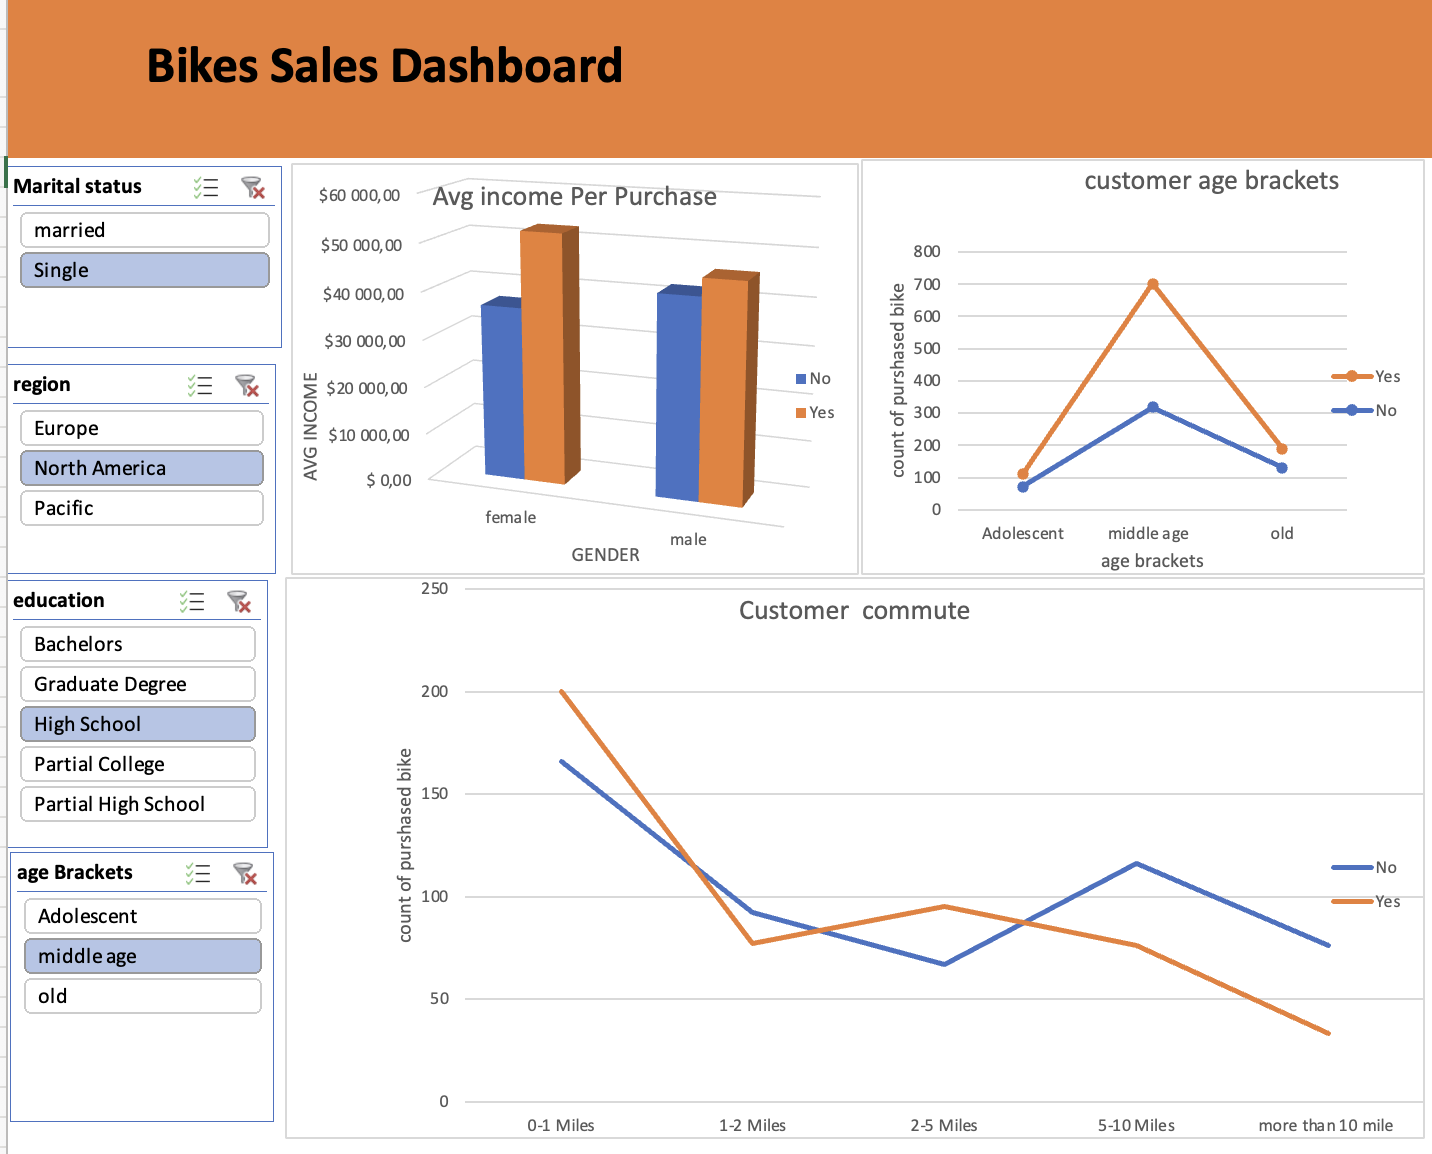 Bikes Sales Dashboard
Marital status
married
Single
region
Europe
North America
Pacific
education
Bachelors
Graduate Degree
High School
Partial College
Partial High School
age Brackets
Adolescent
middle age
old
Avg income Per Purchase
$60 000,00
$50 000,00
$40 000,00
$30 000,00
$20 000,00
$10 000,00
$ 0,00
AVG INCOME
female
male
GENDER
No
Yes
customer age brackets
800
700
600
500
400
300
200
100
0
count of purshased bike
Adolescent
middle age
old
age brackets
Yes
No
Customer commute
250
200
150
100
50
0
count of purshased bike
0-1 Miles
1-2 Miles
2-5 Miles
5-10 Miles
more than 10 mile
No
Yes